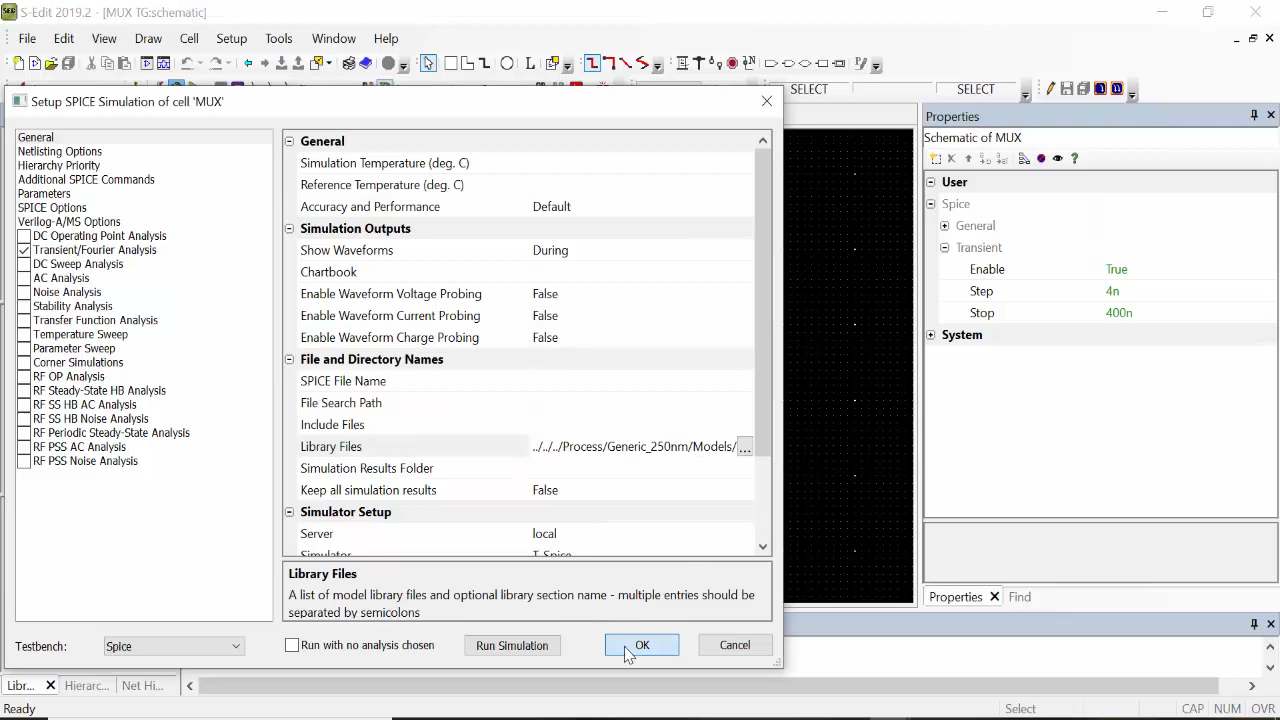 S-Edit 2019.2 - [MUX TG:schematic]
File Edit View Draw Cell Setup Tools Window Help
SELECT SELECT
Setup SPICE Simulation of cell 'MUX'
General
Netlisting Options
Hierarchy Priority
Additional SPICE Commands
Parameters
SPICE Options
Verilog-A/MS Options
DC Operating Point Analysis
Transient/Fourier Analysis
DC Sweep Analysis
AC Analysis
Noise Analysis
Stability Analysis
Transfer Function Analysis
Temperature Sweep
Parameter Sweep
Corner Simulations
RF OP Analysis
RF SS HB Analysis
RF SS HB AC Analysis
RF SS HB Noise Analysis
RF Periodic Steady State Analysis
RF PSS AC Analysis
RF PSS Noise Analysis
General
Simulation Temperature (deg. C)
Reference Temperature (deg. C)
Accuracy and Performance Default
Simulation Outputs
Show Waveforms During
Chartbook
Enable Waveform Voltage Probing False
Enable Waveform Current Probing False
Enable Waveform Charge Probing False
File and Directory Names
SPICE File Name
File Search Path
Include Files
Library Files ../../../Process/Generic_250nm/Models/ ...
Simulation Results Folder
Keep all simulation results False
Simulator Setup
Server local
Simulator T-Spice
Library Files
A list of model library files and optional library sections. Multiple entries should be
separated by
Testbench: Spice
Run with no analysis chosen
Run Simulation
OK
Cancel
Properties
Schematic of MUX
User
Spice
General
Transient
Enable True
Step 4n
Stop 400n
System
Properties Find
Libr... Hierarc... Net Hi...
Ready Select CAP NUM OVR